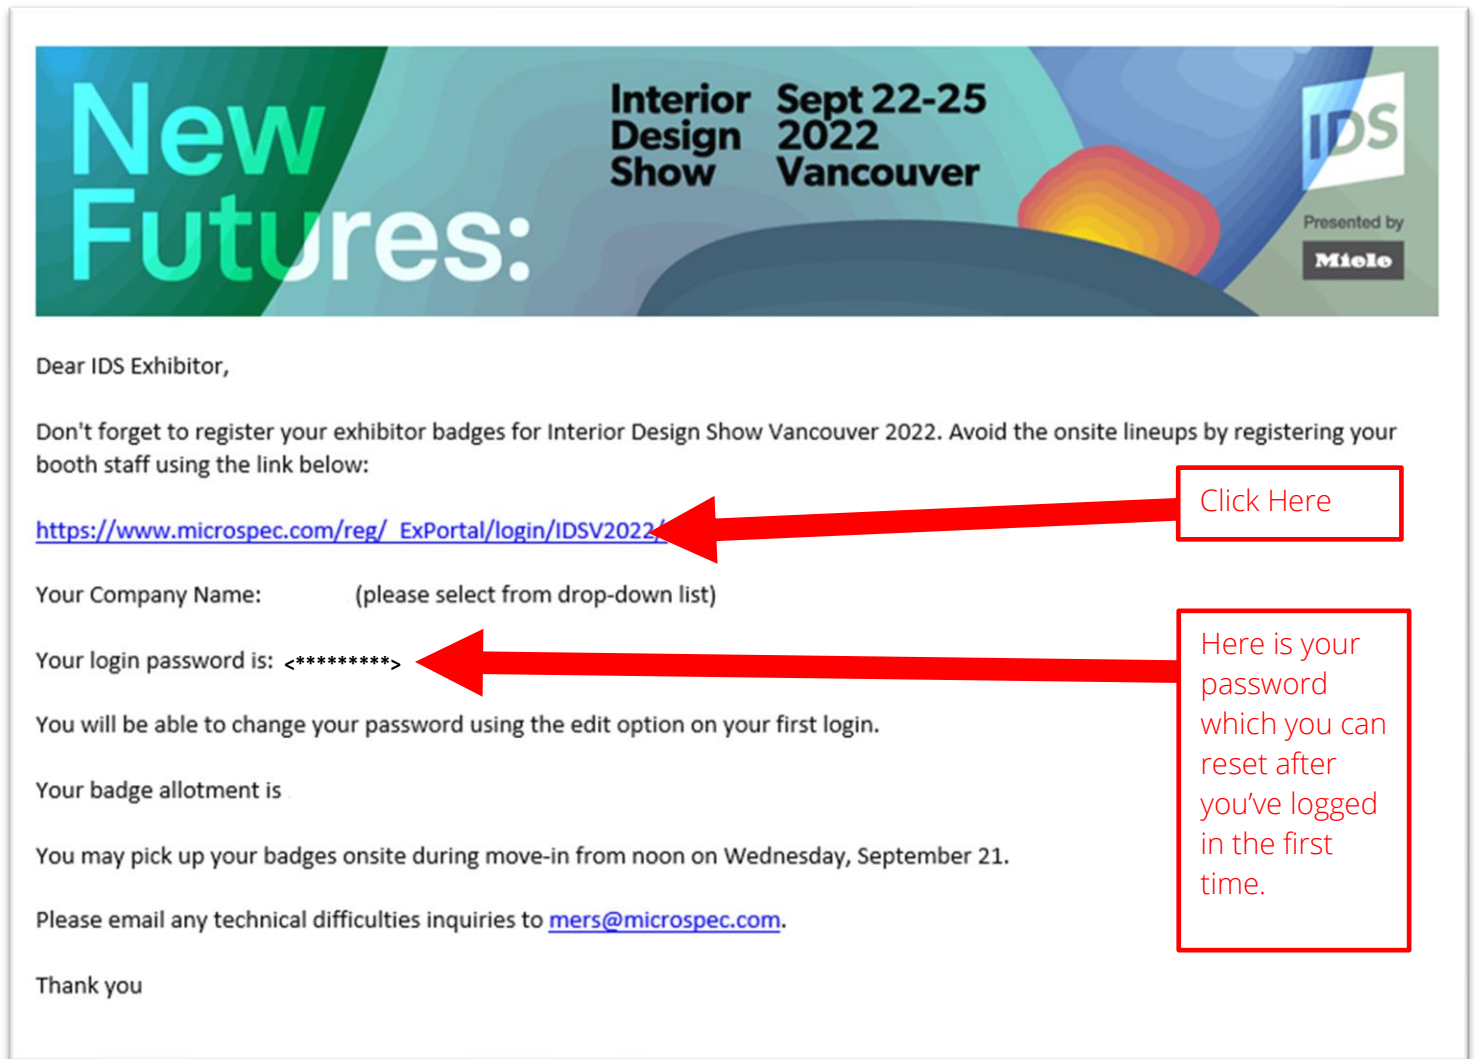 New
Futures:
Interior
Design
Show
Sept 22-25
2022
Vancouver
IDS
Presented by
Miele
Dear IDS Exhibitor,
Don't forget to register your exhibitor badges for Interior Design Show Vancouver 2022. Avoid the onsite lineups by registering your
booth staff using the link below:
https://www.microspec.com/reg/_ExPortal/login/IDSV2022/
Click Here
Your Company Name: (please select from drop-down list)
Your login password is: <*********>
Here is your
password
which you can
reset after
you've logged
in the first
time.
You will be able to change your password using the edit option on your first login.
Your badge allotment is
You may pick up your badges onsite during move-in from noon on Wednesday, September 21.
Please email any technical difficulties inquiries to mers@microspec.com.
Thank you